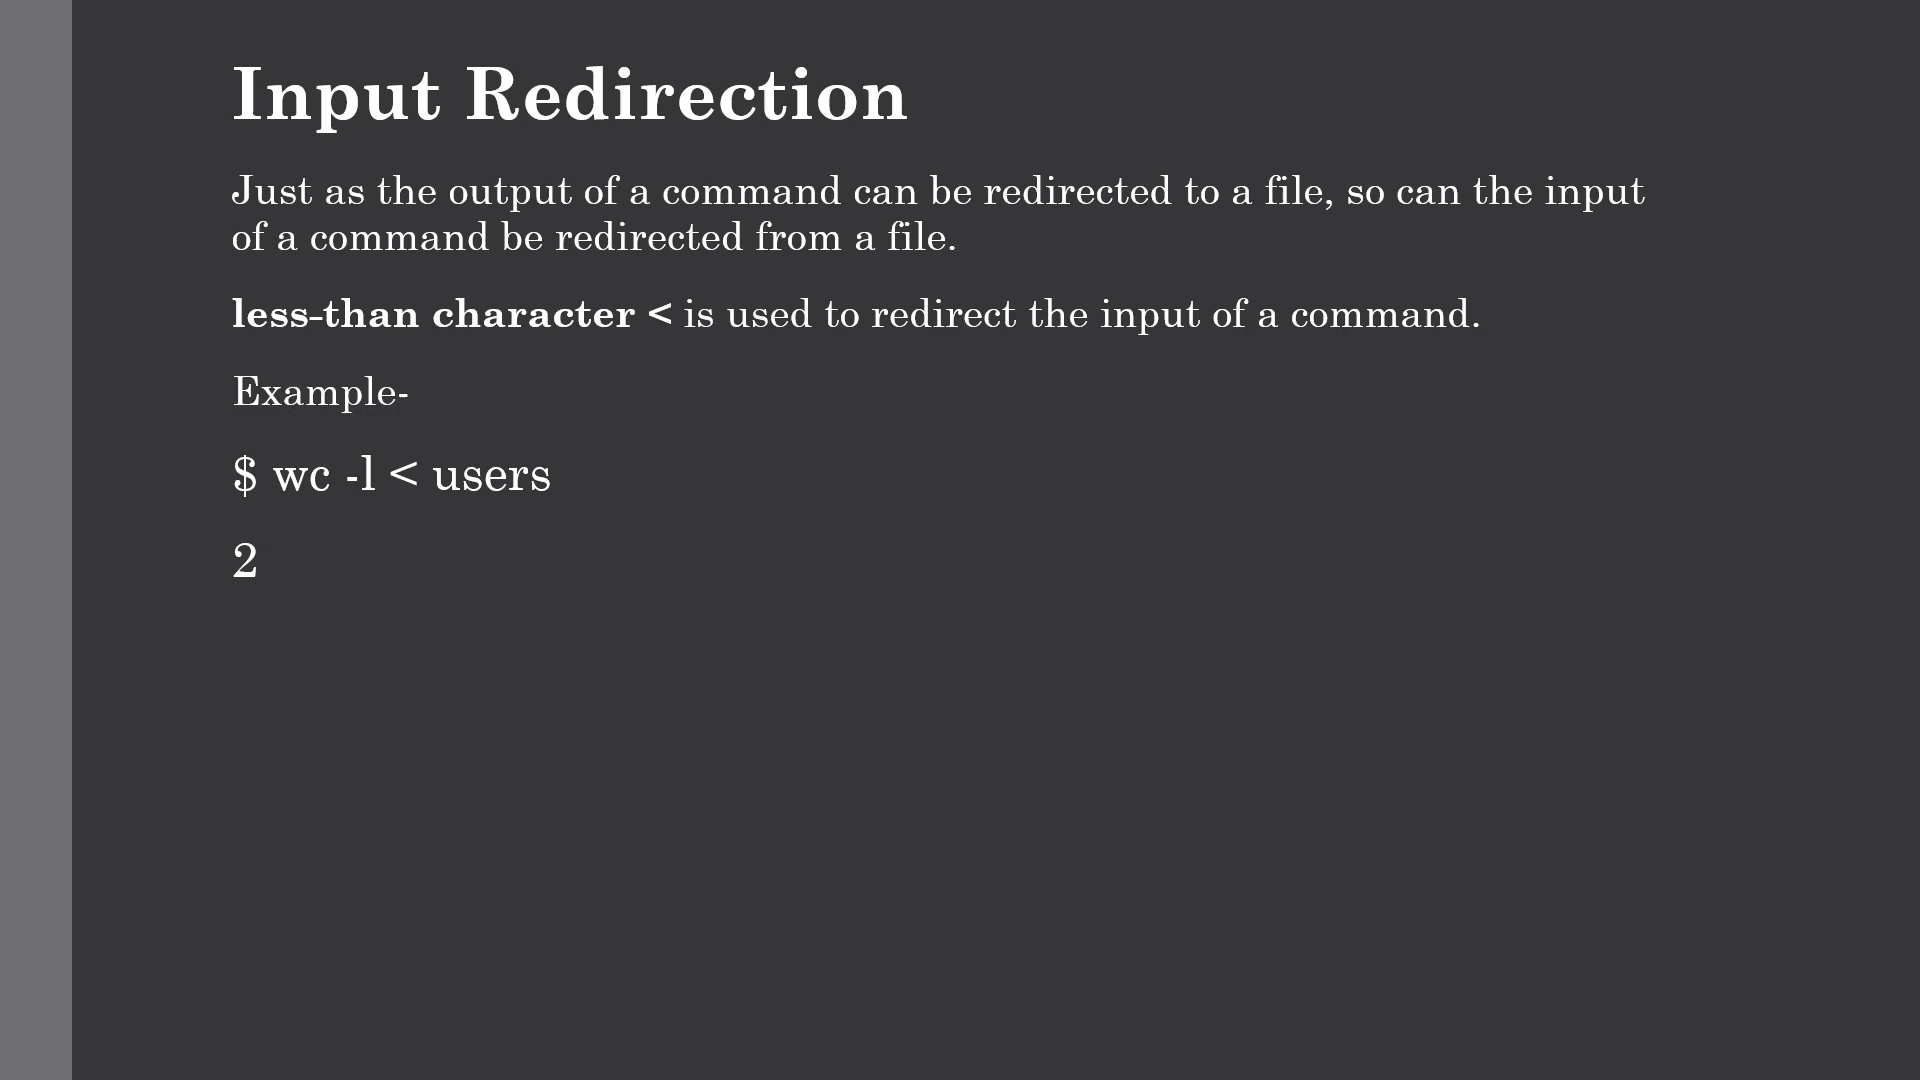 Input Redirection
Just as the output of a command can be redirected to a file, so can the input
of a command be redirected from a file.
less-than character < is used to redirect the input of a command.
Example-
$ wc -l < users
2